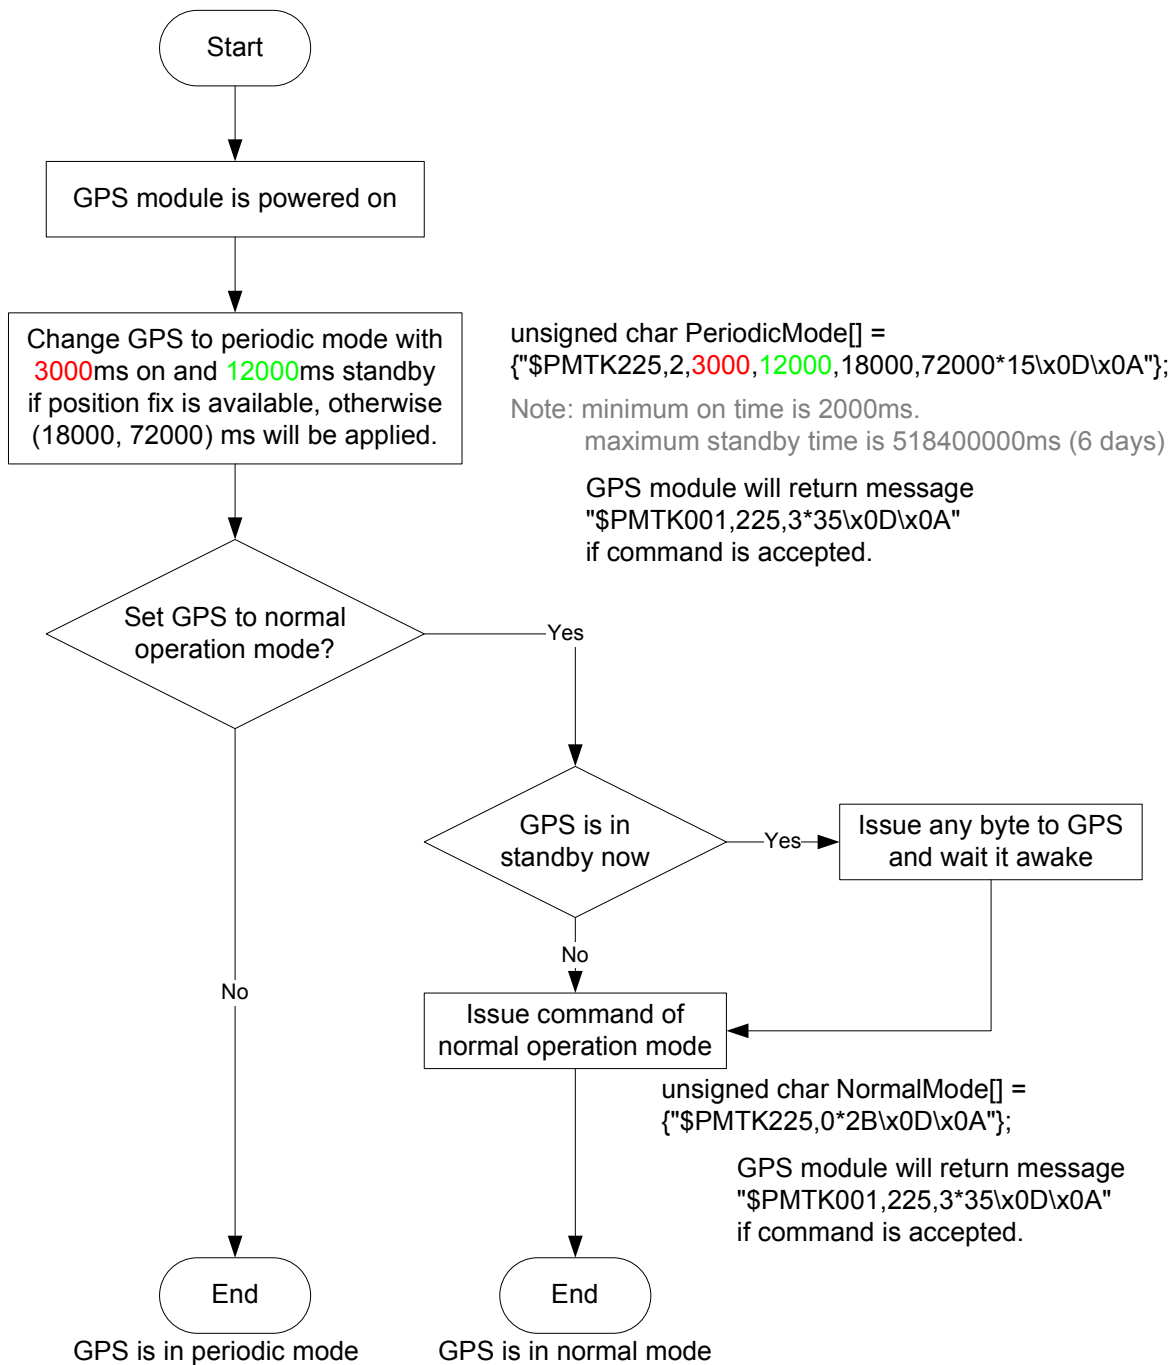 Start
GPS module is powered on
Change GPS to periodic mode with
3000ms on and 12000ms standby
if position fix is available, otherwise
(18000, 72000) ms will be applied.
unsigned char PeriodicMode[] =
{"$PMTK225,2,3000,12000,18000,72000*15\x0D\x0A"};
Note: minimum on time is 2000ms.
maximum standby time is 518400000ms (6 days)
GPS module will return message
"$PMTK001,225,3*35\x0D\x0A"
if command is accepted.
Set GPS to normal
operation mode?
Yes
GPS is in
standby now
Yes
Issue any byte to GPS
and wait it awake
No
No
Issue command of
normal operation mode
unsigned char NormalMode[] =
{"$PMTK225,0*2B\x0D\x0A"};
GPS module will return message
"$PMTK001,225,3*35\x0D\x0A"
if command is accepted.
End
GPS is in periodic mode
End
GPS is in normal mode